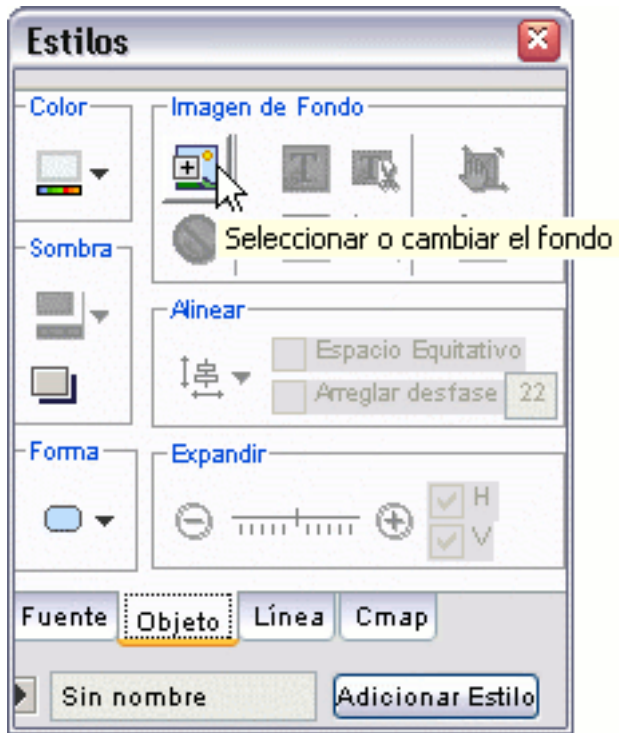 Estilos
Color
Imagen de Fondo
T
T
Seleccionar o cambiar el fondo
Sombra
Alinear
Espacio Equitativo
Arreglar desfase 22
Forma
Expandir
H
V
Fuente Objeto Línea Cmap
Sin nombre Adicionar Estilo